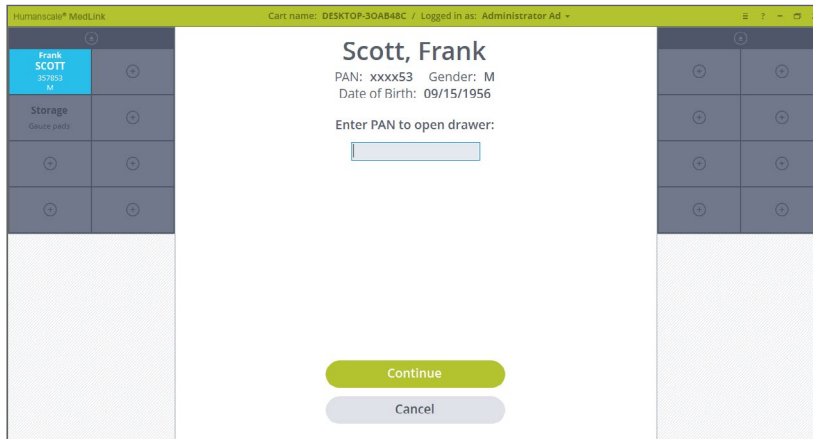 Humanscale® MedLink
Cart name: DESKTOP-3OAB48C / Logged in as: Administrator Ad
Frank
SCOTT
357853
M
Storage
Gauze pads
Scott, Frank
PAN: xxxx53 Gender: M
Date of Birth: 09/15/1956
Enter PAN to open drawer:
Continue
Cancel